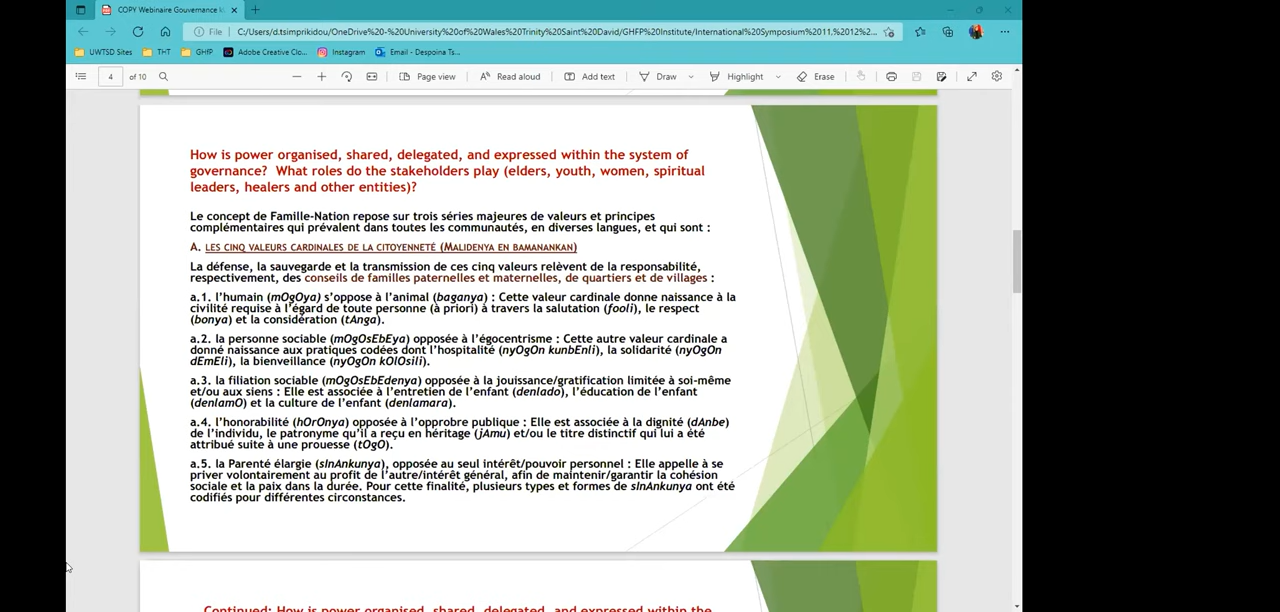 COPY Webinaire Gouvernance k
File
C:/Users/d.tsimprikidou/OneDrive%20-%20University%20of%20Wales%20Trinity%20Saint%20David/GHFP%20Institute/International%20Symposium%2011.%2012%2...
UWTSD Sites
THT
GHfP
Adobe Creative Clo...
Instagram
Email - Despoina Ts...
4 of 10
Page view
Read aloud
Add text
Draw
Highlight
Erase
How is power organised, shared, delegated, and expressed within the system of
governance? What roles do the stakeholders play (elders, youth, women, spiritual
leaders, healers and other entities)?
Le concept de Famille-Nation repose sur trois séries majeures de valeurs et principes
complémentaires qui prévalent dans toutes les communautés, en diverses langues, et qui sont :
A. LES CINQ VALEURS CARDINALES DE LA CITOYENNETÉ (MALIDENYA EN BAMANANKAN)
La défense, la sauvegarde et la transmission de ces cinq valeurs relèvent de la responsabilité,
respectivement, des conseils de familles paternelles et maternelles, de quartiers et de villages :
a.1. l’humain (mOgOya) s’oppose à l’animal (baganya) : Cette valeur cardinale donne naissance à la
civilité requise à l’égard de toute personne (à priori) à travers la salutation (fooli), le respect
(bonya) et la considération (tAnga).
a.2. la personne sociable (mOgOsEbEya) opposée à l’égocentrisme : Cette autre valeur cardinale a
donné naissance aux pratiques codées dont l’hospitalité (nyOgOn kunbEnli), la solidarité (nyOgOn
dEmEli), la bienveillance (nyOgOn kOlOsili).
a.3. la filiation sociable (mOgOsEbEdenya) opposée à la jouissance/gratification limitée à soi-même
et/ou aux siens : Elle est associée à l’entretien de l’enfant (denlado), l’éducation de l’enfant
(denlamO) et la culture de l’enfant (denlamara).
a.4. l’honorabilité (hOrOnya) opposée à l’opprobre publique : Elle est associée à la dignité (dAnbe)
de l’individu, le patronyme qu’il a reçu en héritage (jAmu) et/ou le titre distinctif qui lui a été
attribué suite à une prouesse (tOgO).
a.5. la Parenté élargie (sInAnkunya), opposée au seul intérêt/pouvoir personnel : Elle appelle à se
priver volontairement au profit de l’autre/intérêt général, afin de maintenir/garantir la cohésion
sociale et la paix dans la durée. Pour cette finalité, plusieurs types et formes de sInAnkunya ont été
codifiés pour différentes circonstances.
Continued: How is power organised, shared, delegated, and expressed within the